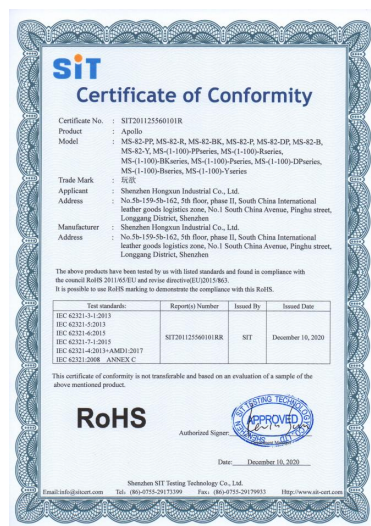 SiT
Certificate of Conformity
Certificate No. : SIT201125560101R
Product : Apollo
Model : MS-82-PP, MS-82-R, MS-82-BK, MS-82-P, MS-82-DP, MS-82-B,
MS-82-Y, MS-(1-100)-PPseries, MS-(1-100)-Rseries,
MS-(1-100)-BKseries, MS-(1-100)-Pseries, MS-(1-100)-DPseries,
MS-(1-100)-Bseries, MS-(1-100)-Yseries
Trade Mark : 玩欣
Applicant : Shenzhen Hongxun Industrial Co., Ltd.
Address : No.5b-159-5b-162, 5th floor, phase II, South China International
leather goods logistics zone, No.1 South China Avenue, Pinghu street,
Longgang District, Shenzhen
Manufacturer : Shenzhen Hongxun Industrial Co., Ltd.
Address : No.5b-159-5b-162, 5th floor, phase II, South China International
leather goods logistics zone, No.1 South China Avenue, Pinghu street,
Longgang District, Shenzhen
The above products have been tested by us with listed standards and found in compliance with
the council RoHS 2011/65/EU and revise directive(EU)2015/863.
It is possible to use RoHS marking to demonstrate the compliance with this RoHS.
Test standards: Report(s) Number Issued By Issued Date
IEC 62321-3-1:2013
IEC 62321-5:2013
IEC 62321-6:2015
IEC 62321-7-1:2015
IEC 62321-4:2013+AMD1:2017
IEC 62321:2008 ANNEX C
SIT201125560101RR SIT December 10, 2020
This certificate of conformity is not transferable and based on an evaluation of a sample of the
above mentioned product.
RoHS
SIT TESTING TECHNOLOGY
APPROVED
Authorized Signer:
Date: December 10, 2020
Shenzhen SIT Testing Technology Co., Ltd.
Email:info@sitcert.com Tel: (86)-0755-29173399 Fax: (86)-0755-29179933 Http://www.sit-cert.com